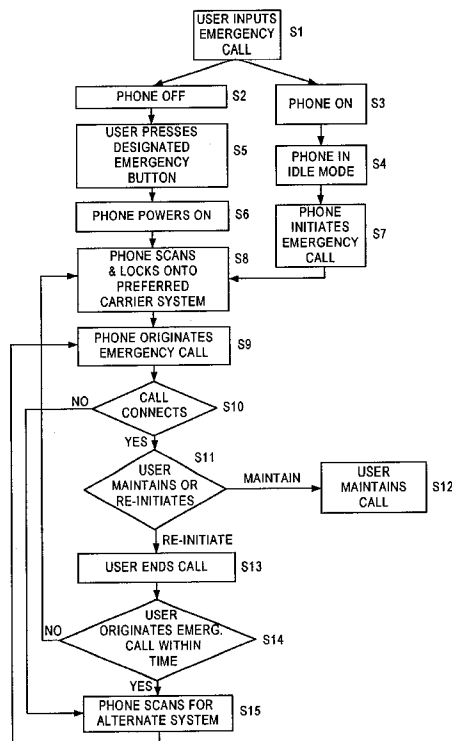 USER INPUTS
EMERGENCY
CALL
S1
PHONE OFF
S2
PHONE ON
S3
USER PRESSES
DESIGNATED
EMERGENCY
BUTTON
S5
PHONE IN
IDLE MODE
S4
PHONE POWERS ON
S6
PHONE
INITIATES
EMERGENCY
CALL
S7
PHONE SCANS
& LOCKS ONTO
PREFERRED
CARRIER SYSTEM
S8
PHONE ORIGINATES
EMERGENCY CALL
S9
NO
CALL
CONNECTS
S10
YES
S11
USER
MAINTAINS OR
RE-INITIATES
MAINTAIN
USER
MAINTAINS
CALL
S12
RE-INITIATE
USER ENDS CALL
S13
NO
USER
ORIGINATES EMERG.
CALL WITHIN
TIME
S14
YES
PHONE SCANS FOR
ALTERNATE SYSTEM
S15